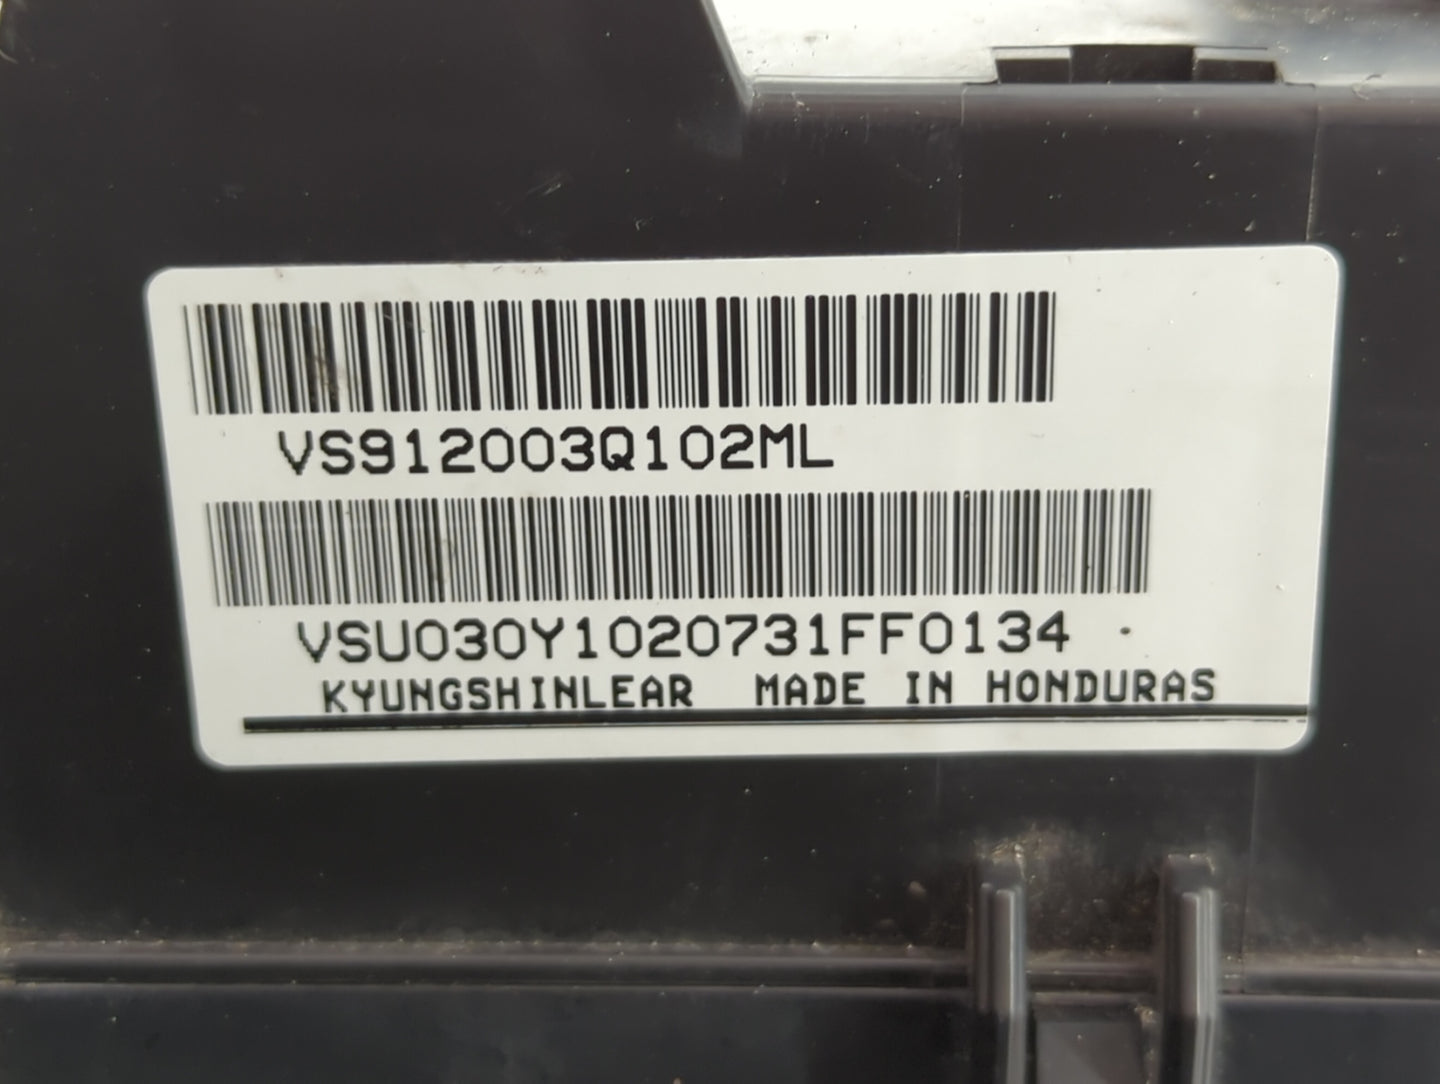 VS912003Q102ML
VSU030Y1020731FF0134
KYUNGSHINLEAR MADE IN HONDURAS